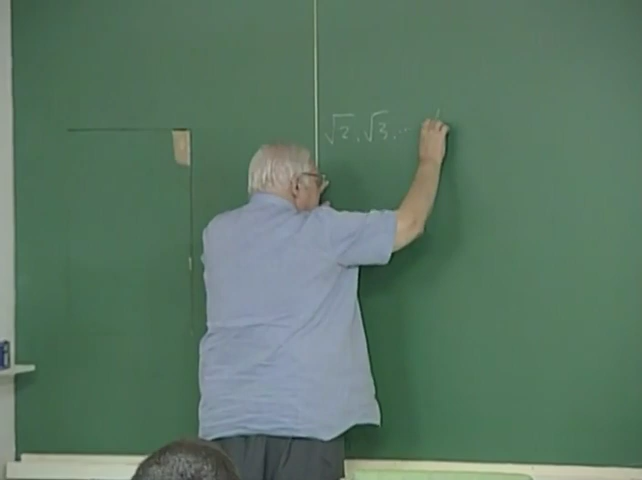 √2, √3, ...